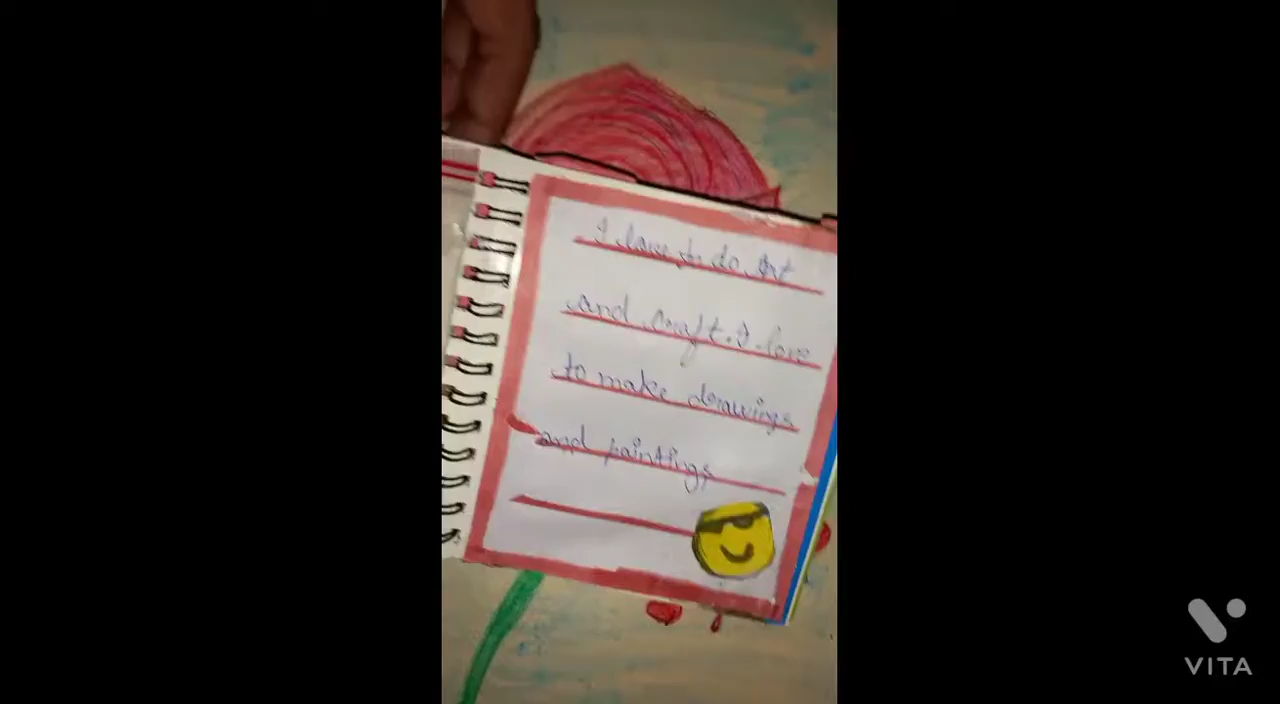 I love to do Art
and craft. I love
to make drawings
and paintings
VITA